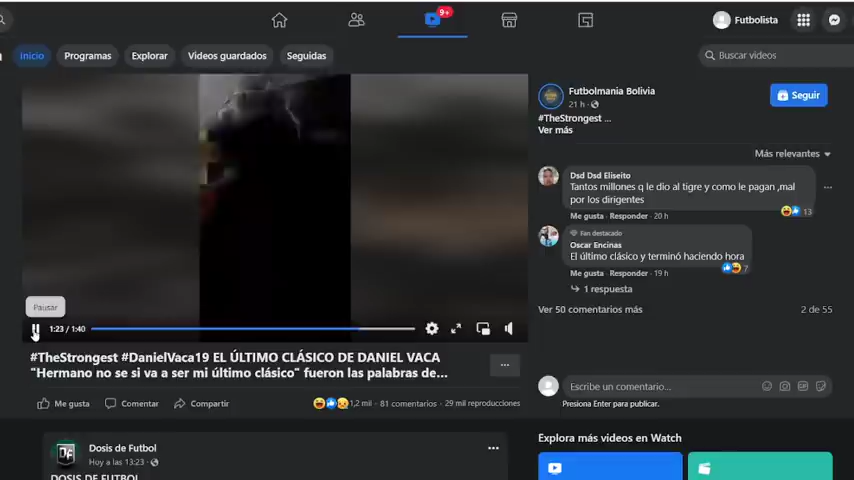 9+
Futbolista
Inicio
Programas
Explorar
Videos guardados
Seguidas
Buscar videos
Pausar
1:23 / 1:40
#TheStrongest #DanielVaca19 EL ÚLTIMO CLÁSICO DE DANIEL VACA
"Hermano no se si va a ser mi último clásico" fueron las palabras de...
...
Me gusta
Comentar
Compartir
1,2 mil · 81 comentarios · 29 mil reproducciones
Dosis de Futbol
Hoy a las 13:23 ·
DOSIS DE FUTBOL
Futbolmania Bolivia
21 h ·
Seguir
#TheStrongest ...
Ver más
Más relevantes
Dsd Dsd Eliseito
Tantos millones q le dio al tigre y como le pagan ,mal
por los dirigentes
13
Me gusta · Responder · 20 h
Fan destacado
Oscar Encinas
El último clásico y terminó haciendo hora
7
Me gusta · Responder · 19 h
1 respuesta
Ver 50 comentarios más
2 de 55
Escribe un comentario...
Presiona Enter para publicar.
Explora más videos en Watch